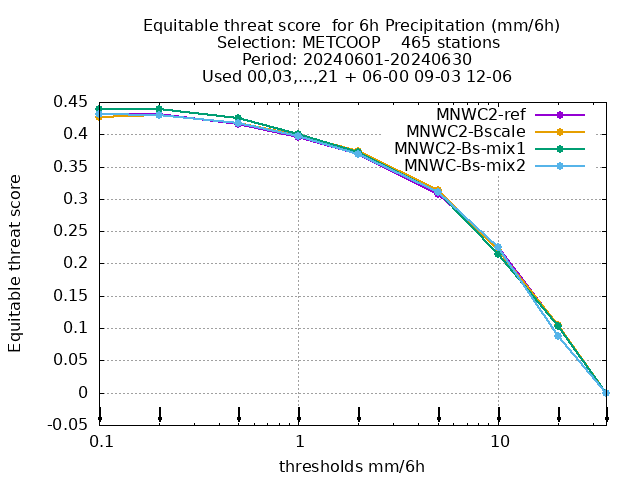 Equitable threat score  for 6h Precipitation (mm/6h)
Selection: METCOOP    465 stations
Period: 20240601-20240630
Used 00,03,...,21 + 06-00 09-03 12-06
MNWC2-ref
MNWC2-Bscale
MNWC2-Bs-mix1
MNWC-Bs-mix2
Equitable threat score
0.45
0.4
0.35
0.3
0.25
0.2
0.15
0.1
0.05
0
-0.05
0.1
1
10
thresholds mm/6h